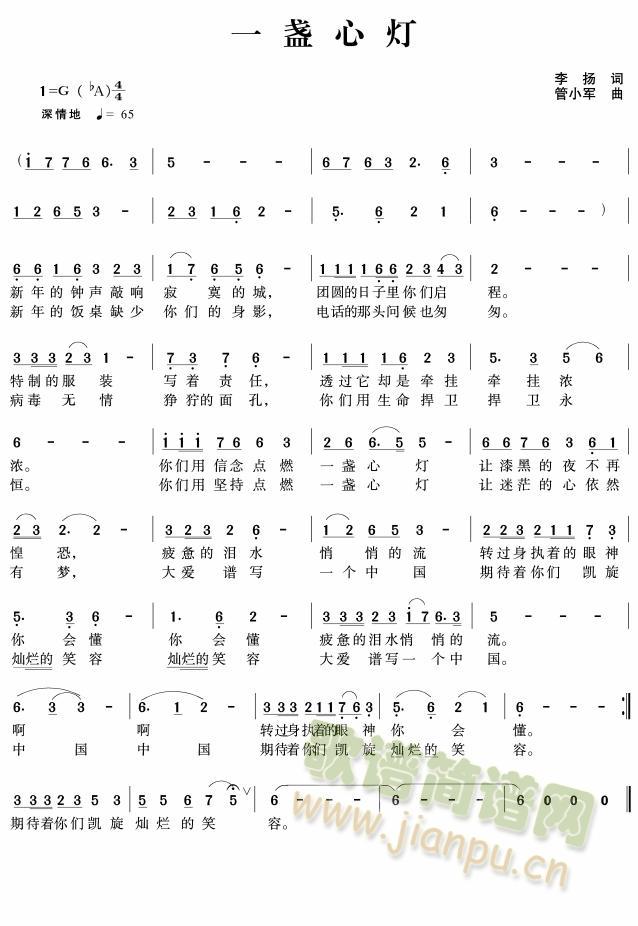 一盏心灯
李扬 词
1=G（♭A）4/4
管小军 曲
深情地 ♩= 65
（i 7 7 6 6· 3 | 5 - - - | 6 7 6 3 2· 6 | 3 - - - |
1 2 6 5 3 - | 2 3 1 6 2 - | 5· 6 2 1 | 6 - - - ）|
6 6 1 6 3 2 3 | 1 7 6 5 6 - | 1 1 1 1 6 6 2 3 4 3 | 2 - - - |
新年的钟声敲响 寂寞的城， 团圆的日子里你们启 程。
新年的饭桌缺少 你们的身影， 电话的那头问候也匆 匆。
3 3 3 2 3 1 - | 7 3 7 6 - | 1 1 1 1 6 2 - | 5· 3 5 6 |
特制的服装 写着责任， 透过它却是牵挂 牵挂浓
病毒无情 狰狞的面孔， 你们用生命捍卫 捍卫永
6 - - - | i i i 7 6 6 3 | 2 6 6· 5 5 | 6 7 6 6 3 6 1 |
浓。 你们用信念点燃 一盏心灯 让漆黑的夜不再
恒。 你们用坚持点燃 一盏心灯 让迷茫的心依然
2 3 2· 2 - | 3 2 3 2 6 - | 1 2 6 5 3 | 3 5 5 3 2 2 1 1 7 3 |
惶恐， 疲惫的泪水 悄悄的流 转过身执着的眼神
有梦， 大爱谱写 一个中国 期待着你们凯旋
5· 3 6 - | 1· 6 2 - | 3 3 3 2 3 i 7 6· 3 | 5 - - - |
你会懂 你会懂 疲惫的泪水悄悄的 流。
灿烂的笑容 灿烂的笑容 大爱谱写一个中 国。
6· 3 3 - | 6· 1 2 - | 3 3 3 2 1 1 7 6 3 | 5· 6 2 1 | 6 - - - :‖
啊 啊 转过身执着的眼神 你会 懂。
中国 中国 期待着你们凯旋 灿烂的笑 容。
3 3 3 3 2 3 5 3 | 5 5 5 6 7 5 ∨ | 6 - - - | 6 - - - | 6 0 0 0 ‖
期待着你们凯旋 灿烂的笑 容。
歌谱简谱网
www.jianpu.cn